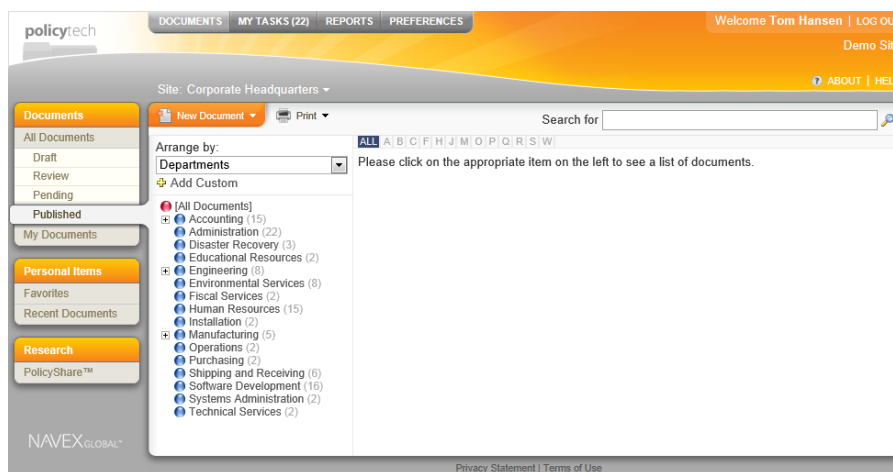 policytech
DOCUMENTS MY TASKS (22) REPORTS PREFERENCES
Welcome Tom Hansen | LOG OU
Demo Sit
ABOUT | HEL
Site: Corporate Headquarters
Documents
All Documents
Draft
Review
Pending
Published
My Documents
Personal Items
Favorites
Recent Documents
Research
PolicyShare™
NAVEX GLOBAL™
New Document
Print
Search for
Arrange by:
Departments
Add Custom
[All Documents]
Accounting (15)
Administration (22)
Disaster Recovery (3)
Educational Resources (2)
Engineering (8)
Environmental Services (8)
Fiscal Services (2)
Human Resources (15)
Installation (2)
Manufacturing (5)
Operations (2)
Purchasing (2)
Shipping and Receiving (6)
Software Development (16)
Systems Administration (2)
Technical Services (2)
ALL A B C F H J M O P Q R S W
Please click on the appropriate item on the left to see a list of documents.
Privacy Statement | Terms of Use